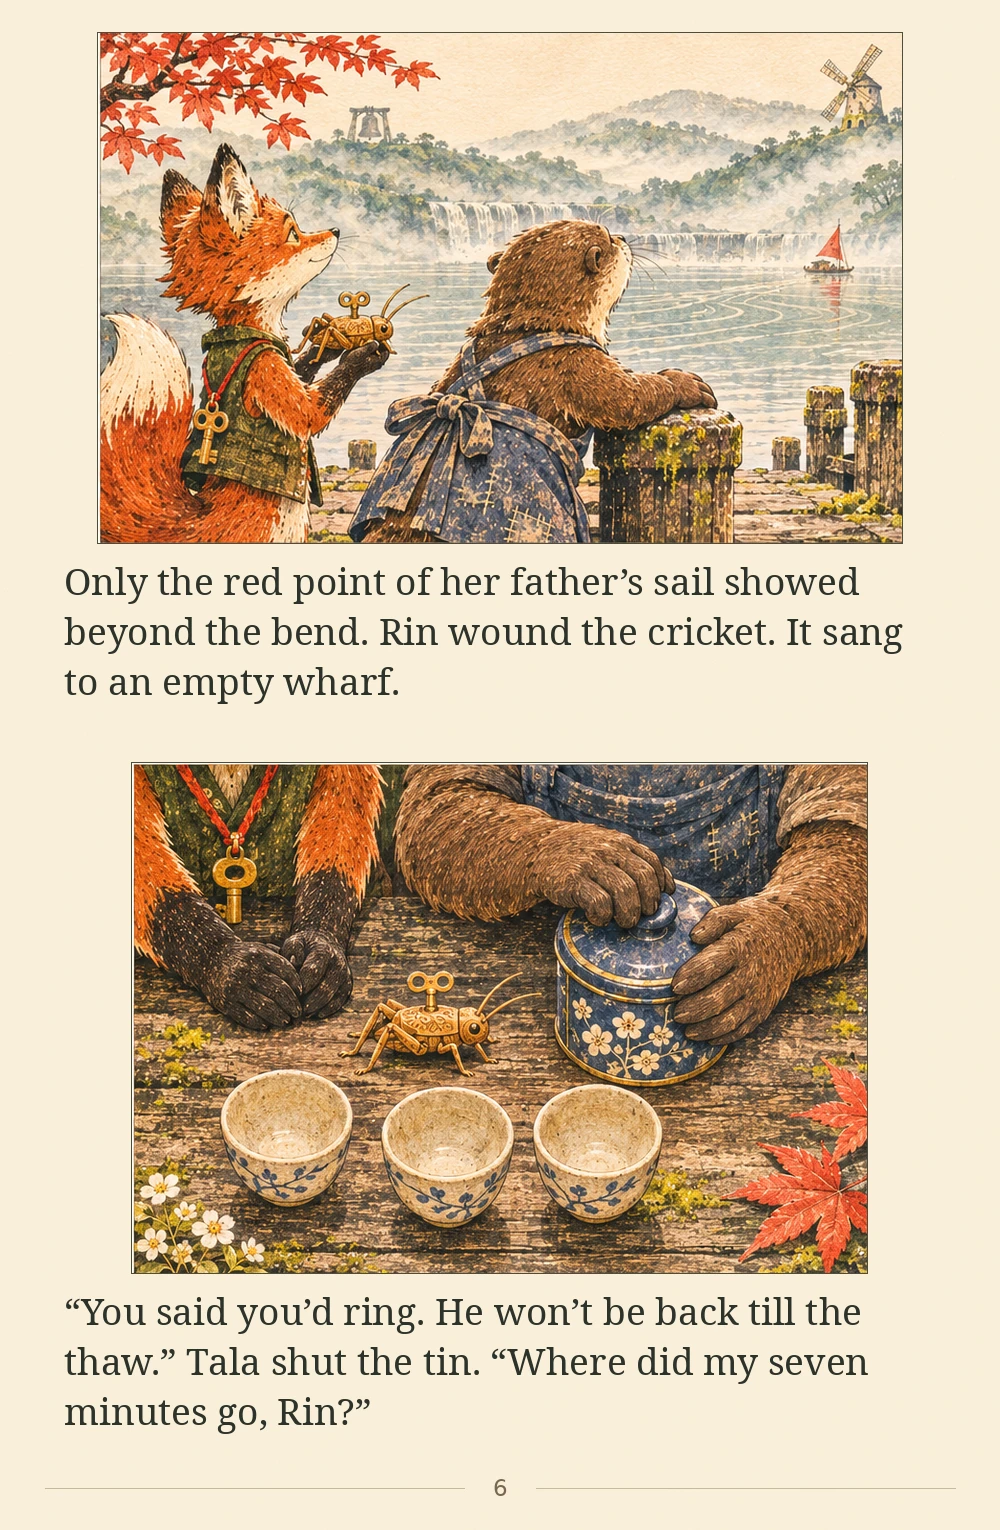 Only the red point of her father’s sail showed
beyond the bend. Rin wound the cricket. It sang
to an empty wharf.
“You said you’d ring. He won’t be back till the
thaw.” Tala shut the tin. “Where did my seven
minutes go, Rin?”
6